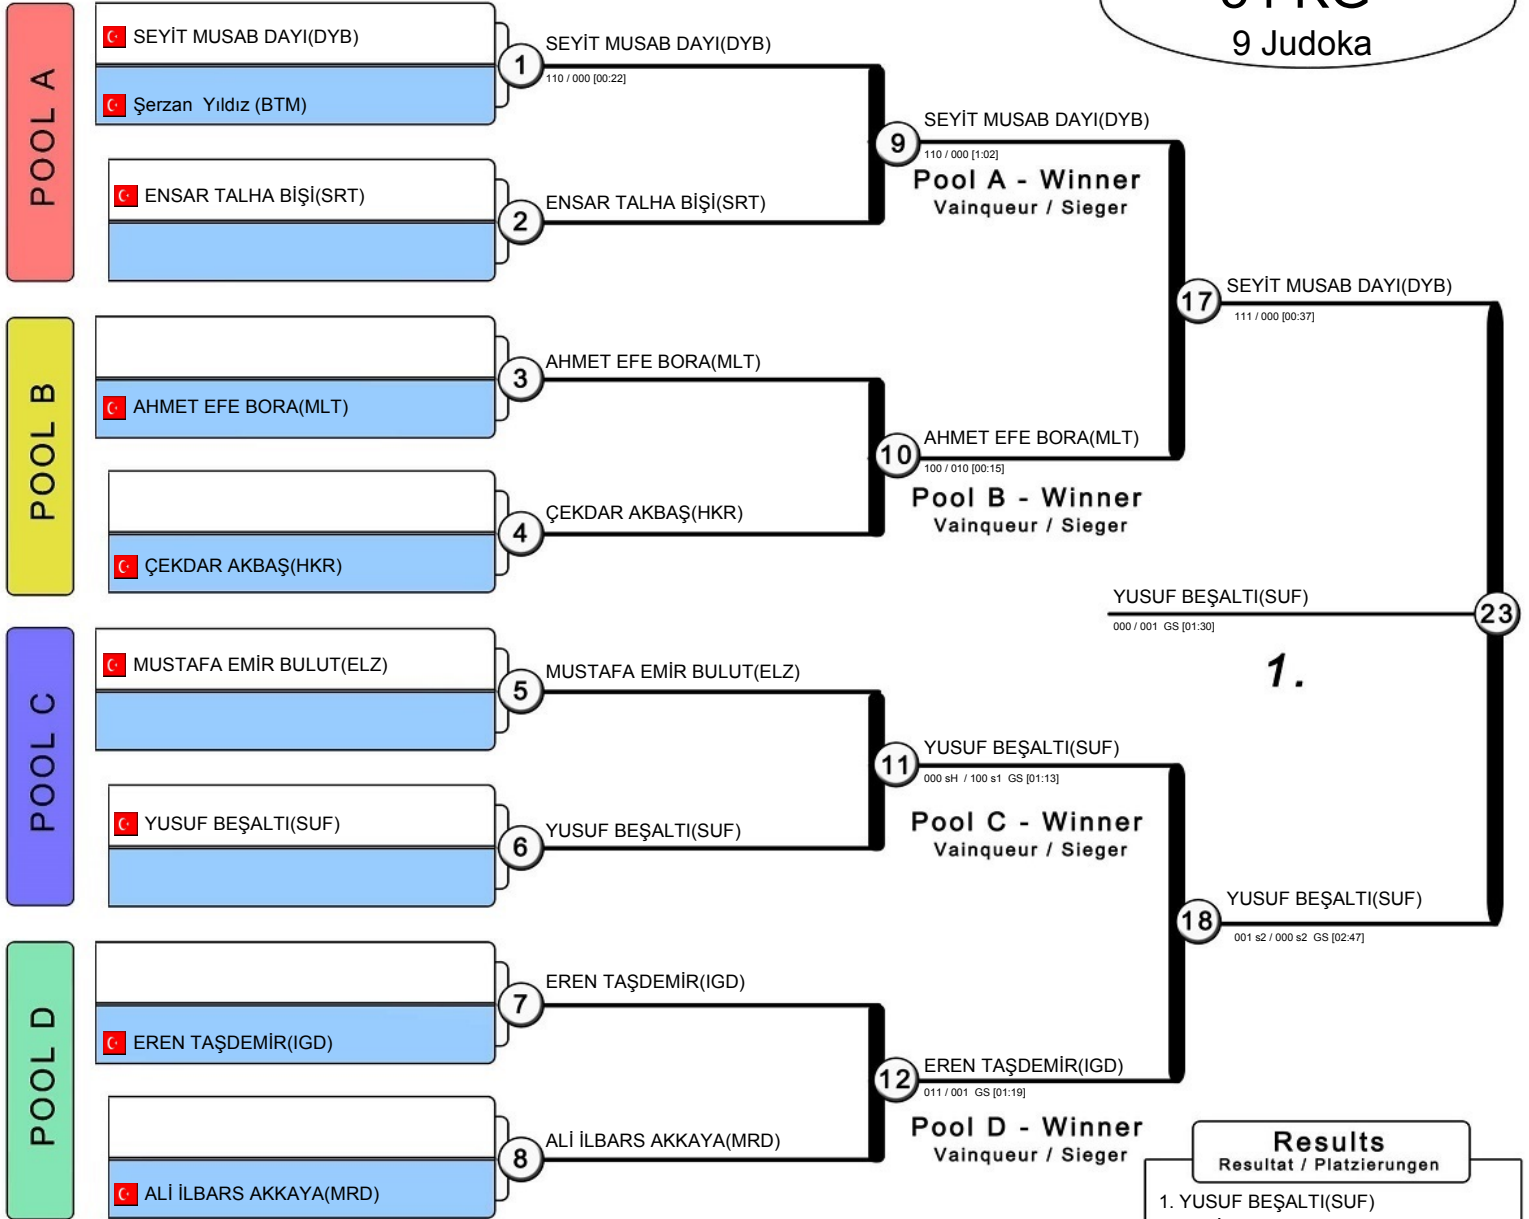 9 Judoka
POOL A
SEYİT MUSAB DAYI(DYB)
Şerzan Yıldız (BTM)
1
SEYİT MUSAB DAYI(DYB)
110 / 000 [00:22]
ENSAR TALHA BİŞİ(SRT)
2
ENSAR TALHA BİŞİ(SRT)
9
SEYİT MUSAB DAYI(DYB)
110 / 000 [1:02]
Pool A - Winner
Vainqueur / Sieger
POOL B
3
AHMET EFE BORA(MLT)
AHMET EFE BORA(MLT)
4
ÇEKDAR AKBAŞ(HKR)
ÇEKDAR AKBAŞ(HKR)
10
AHMET EFE BORA(MLT)
100 / 010 [00:15]
Pool B - Winner
Vainqueur / Sieger
17
SEYİT MUSAB DAYI(DYB)
111 / 000 [00:37]
POOL C
MUSTAFA EMİR BULUT(ELZ)
5
MUSTAFA EMİR BULUT(ELZ)
YUSUF BEŞALTI(SUF)
6
YUSUF BEŞALTI(SUF)
11
YUSUF BEŞALTI(SUF)
000 sH / 100 s1 GS [01:13]
Pool C - Winner
Vainqueur / Sieger
YUSUF BEŞALTI(SUF)
23
000 / 001 GS [01:30]
1.
POOL D
7
EREN TAŞDEMİR(IGD)
EREN TAŞDEMİR(IGD)
8
ALİ İLBARS AKKAYA(MRD)
ALİ İLBARS AKKAYA(MRD)
12
EREN TAŞDEMİR(IGD)
011 / 001 GS [01:19]
Pool D - Winner
Vainqueur / Sieger
18
YUSUF BEŞALTI(SUF)
001 s2 / 000 s2 GS [02:47]
Results
Resultat / Platzierungen
1. YUSUF BEŞALTI(SUF)